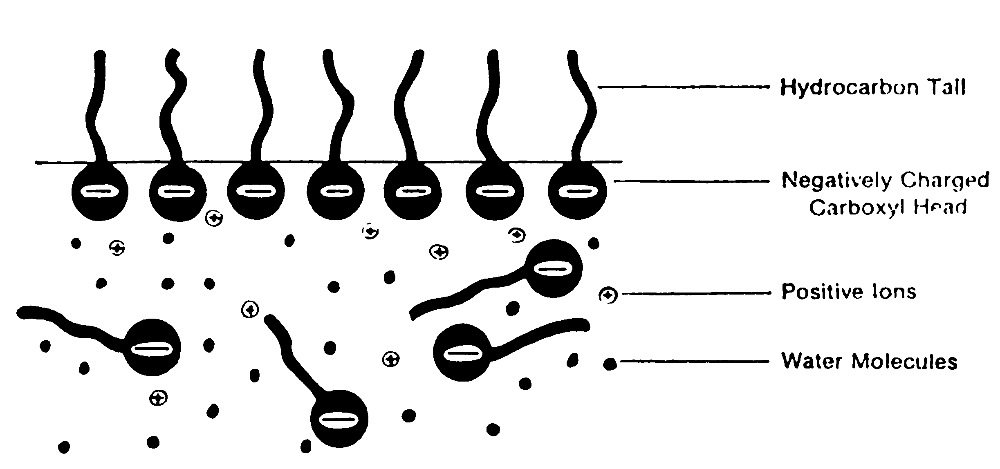 Hydrocarbon Tail
Negatively Charged
Carboxyl Head
Positive Ions
Water Molecules